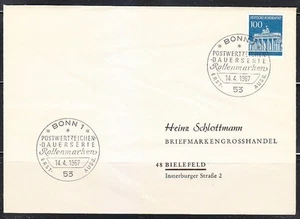 DEUTSCHE BUNDESPOST
100
BONN 1
POSTWERTZEICHEN-
DAUERSERIE
Rollenmarken
14.4.1967
ERST- AUSG.
53
BONN 1
POSTWERTZEICHEN-
DAUERSERIE
Rollenmarken
14.4.1967
ERST- AUSG.
53
Heinz Schlottmann
BRIEFMARKENGROSSHANDEL
48 BIELEFELD
Innerburger Straße 2